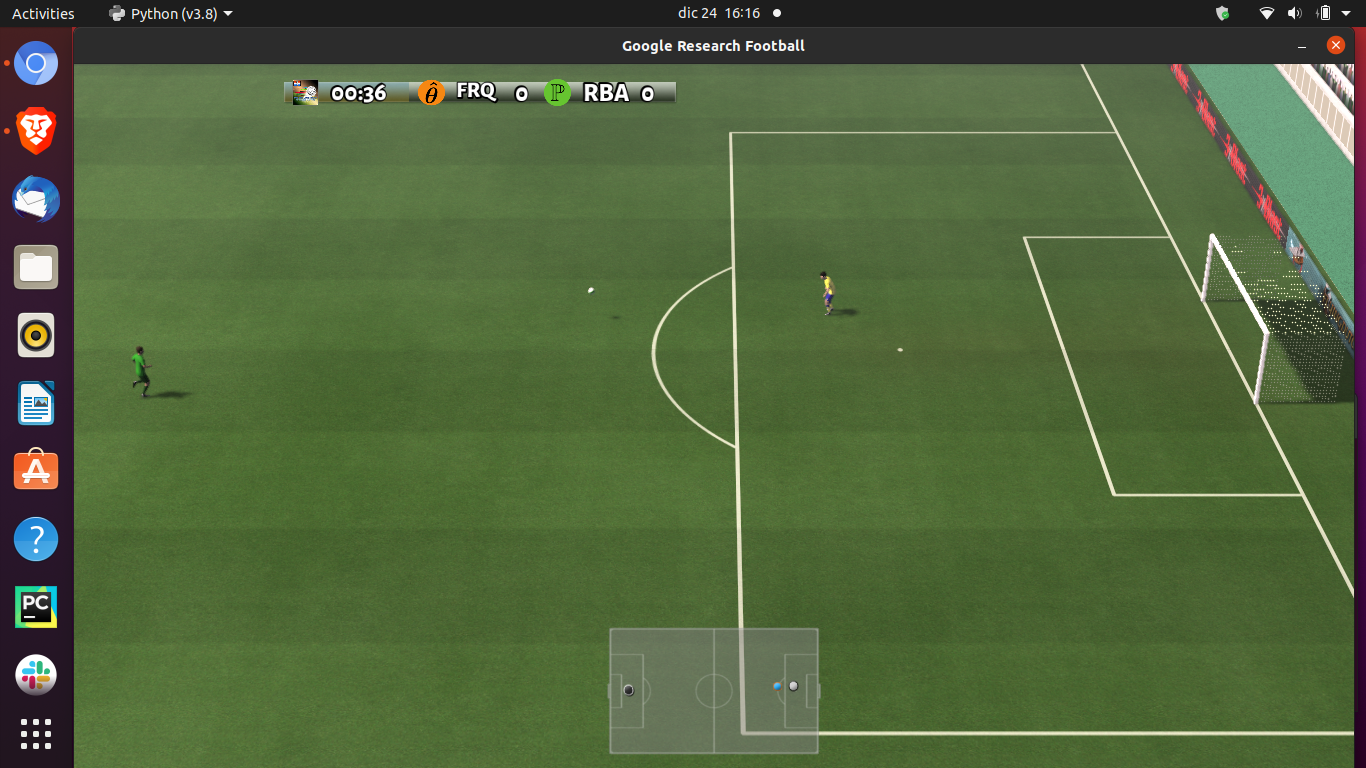 Activities Python (v3.8) dic 24 16:16
Google Research Football
00:36 θ̂ FRQ 0 ℙ RBA 0
PC